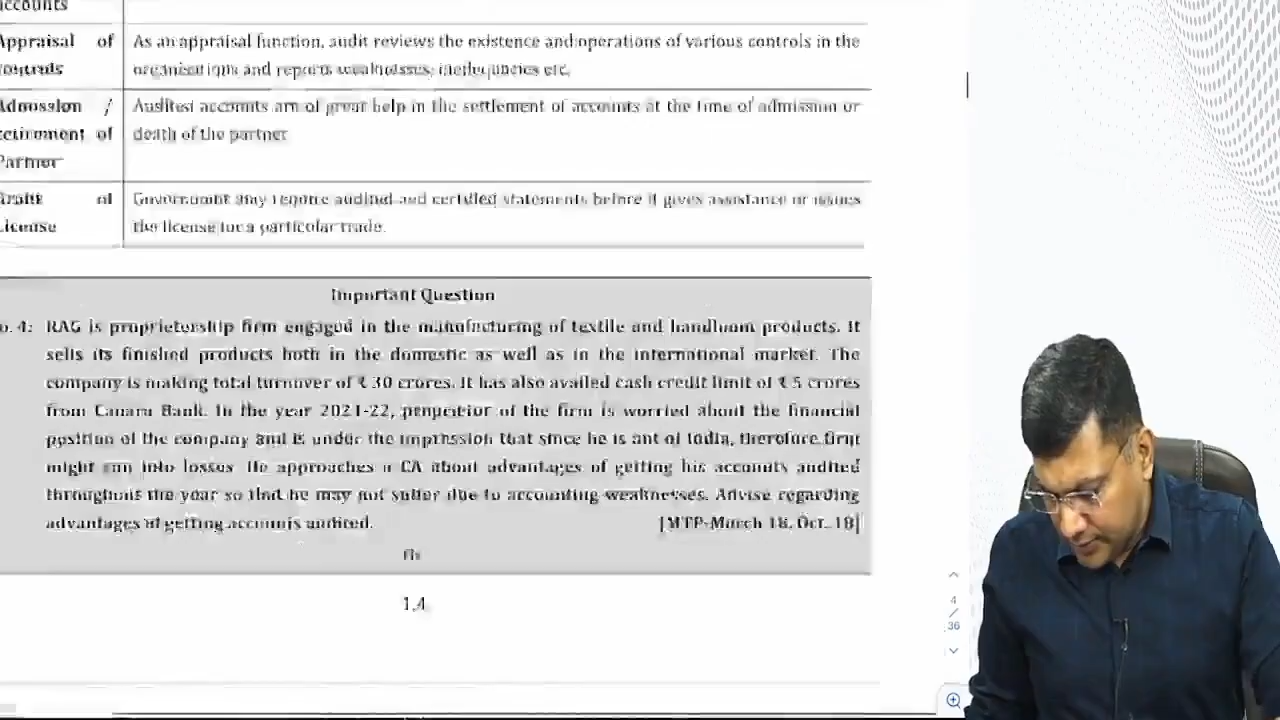 accounts
Appraisal of As an appraisal function, audit reviews the existence and operations of various controls in the
controls organisations and reports weaknesses, inadequacies etc.
Admission / Audited accounts are of great help in the settlement of accounts at the time of admission or
retirement of death of the partner
Partner
Grant of Government may require audited and certified statements before it gives assistance or issues
License the license for a particular trade.
Important Question
o. 4: RAG is proprietorship firm engaged in the manufacturing of textile and handloom products. It
sells its finished products both in the domestic as well as in the international market. The
company is making total turnover of ₹ 30 crores. It has also availed cash credit limit of ₹ 5 crores
from Canara Bank. In the year 2021-22, proprietor of the firm is worried about the financial
position of the company and is under the impression that since he is out of India, therefore firm
might run into losses. He approaches a CA about advantages of getting his accounts audited
throughout the year so that he may not suffer due to accounting weaknesses. Advise regarding
advantages of getting accounts audited. [MTP-March 18, Oct. 18]
Or
1.4
4
/
36